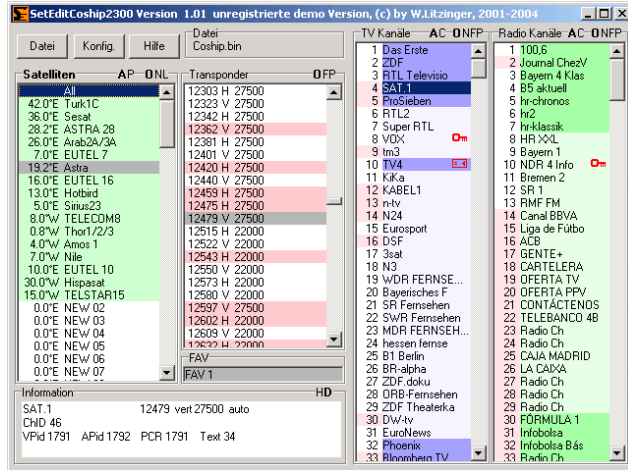 SetEditCoship2300 Version 1.01 unregistrierte demo Version, (c) by W.Litzinger, 2001-2004
Datei Konfig. Hilfe
Datei
Coship.bin
Satelliten AP ONL
All
42.0°E Turk1C
36.0°E Sesat
28.2°E ASTRA 28
26.0°E Arab2A/3A
7.0°E EUTEL 7
19.2°E Astra
16.0°E EUTEL 16
13.0°E Hotbird
5.0°E Sirius23
8.0°W TELECOM8
0.8°W Thor1/2/3
4.0°W Amos 1
7.0°W Nile
10.0°E EUTEL 10
30.0°W Hispasat
15.0°W TELSTAR15
0.0°E NEW 02
0.0°E NEW 03
0.0°E NEW 04
0.0°E NEW 05
0.0°E NEW 06
0.0°E NEW 07
Transponder OFP
12303 H 27500
12323 V 27500
12342 H 27500
12362 V 27500
12381 H 27500
12401 V 27500
12420 H 27500
12440 V 27500
12459 H 27500
12475 H 27500
12479 V 27500
12515 H 22000
12522 V 22000
12543 H 22000
12550 V 22000
12573 H 22000
12580 V 22000
12597 V 27500
12602 H 22000
12609 V 22000
12632 H 22000
FAV
FAV 1
Information HD
SAT.1 12479 vert 27500 auto
ChID 46
VPid 1791 APid 1792 PCR 1791 Text 34
TV Kanäle AC ONFP
1 Das Erste
2 ZDF
3 RTL Televisio
4 SAT.1
5 ProSieben
6 RTL2
7 Super RTL
8 VOX
9 tm3
10 TV4
11 KiKa
12 KABEL1
13 n-tv
14 N24
15 Eurosport
16 DSF
17 3sat
18 N3
19 WDR FERNSE...
20 Bayerisches F
21 SR Fernsehen
22 SWR Fernsehen
23 MDR FERNSEH...
24 hessen fernse
25 B1 Berlin
26 BR-alpha
27 ZDF.doku
28 ORB-Fernsehen
29 ZDF Theaterka
30 DW-tv
31 EuroNews
32 Phoenix
33 Bloomberg TV
Radio Kanäle AC ONFP
1 100,6
2 Journal ChezV
3 Bayern 4 Klas
4 B5 aktuell
5 hr-chronos
6 hr2
7 hr-klassik
8 HR XXL
9 Bayern 1
10 NDR 4 Info
11 Bremen 2
12 SR 1
13 RMF FM
14 Canal BBVA
15 Liga de Fútbo
16 ACB
17 GENTE+
18 CARTELERA
19 OFERTA TV
20 OFERTA PPV
21 CONTÁCTENOS
22 TELEBANCO 4B
23 Radio Ch
24 Radio Ch
25 CAJA MADRID
26 LA CAIXA
27 Radio Ch
28 Radio Ch
29 Radio Ch
30 FÓRMULA 1
31 Infobolsa
32 Infobolsa Bás
33 Radio Ch